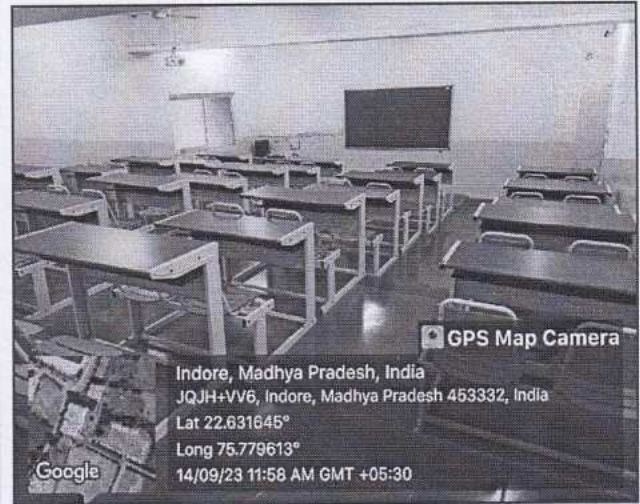 GPS Map Camera
Indore, Madhya Pradesh, India
JQJH+VV6, Indore, Madhya Pradesh 453332, India
Lat 22.631645°
Long 75.779613°
14/09/23 11:58 AM GMT +05:30
Google